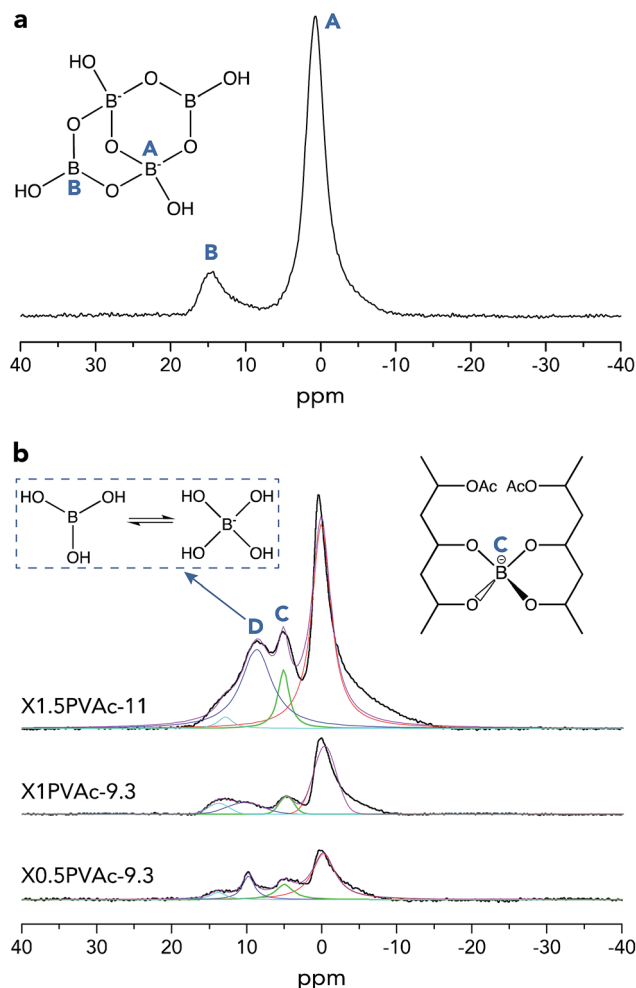 a
A
HO
O
OH
B-
B
O
O
A
O
B
B-
B
HO
O
OH
B
40 30 20 10 0 -10 -20 -30 -40
ppm
b
HO OH
B
OH
HO OH
B-
HO OH
OAc AcO
C
O ⊖ O
B
O O
D C
X1.5PVAc-11
X1PVAc-9.3
X0.5PVAc-9.3
40 30 20 10 0 -10 -20 -30 -40
ppm